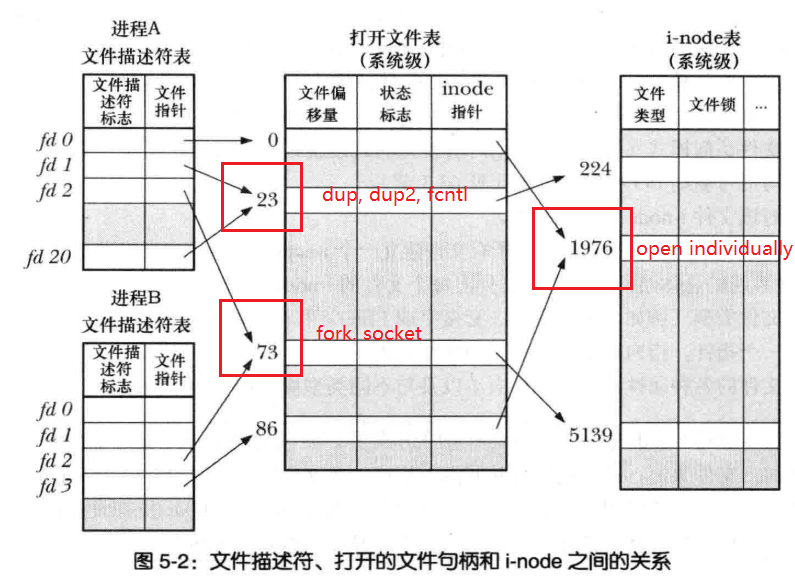 进程A
文件描述符表
文件描
述符
标志
文件
指针
fd 0
fd 1
fd 2
fd 20
进程B
文件描述符表
文件描
述符
标志
文件
指针
fd 0
fd 1
fd 2
fd 3
打开文件表
(系统级)
文件偏
移量
状态
标志
inode
指针
0
23
dup, dup2, fcntl
73
fork. socket
86
i-node表
(系统级)
文件
类型
文件锁
...
224
1976
open individually
5139
图 5-2：文件描述符、打开的文件句柄和 i-node 之间的关系